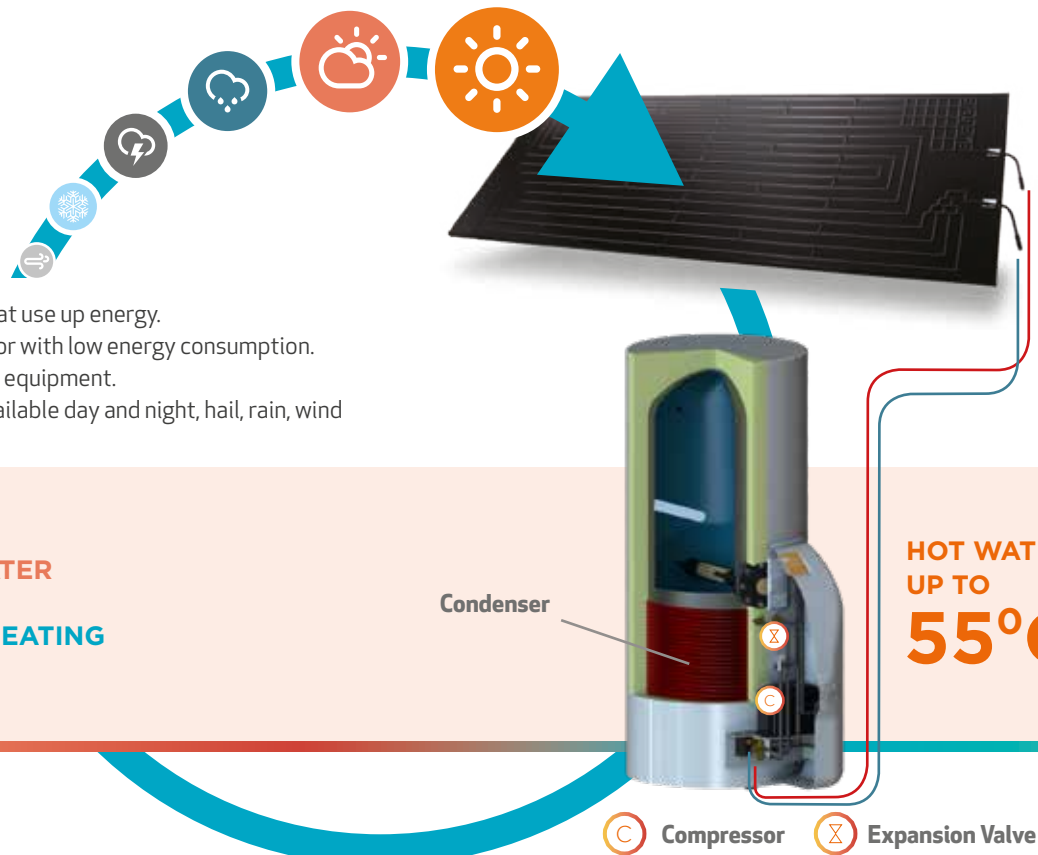 at use up energy.
or with low energy consumption.
equipment.
ailable day and night, hail, rain, wind
TER
EATING
Condenser
HOT WAT
UP TO
55ºC
C
C Compressor
Expansion Valve